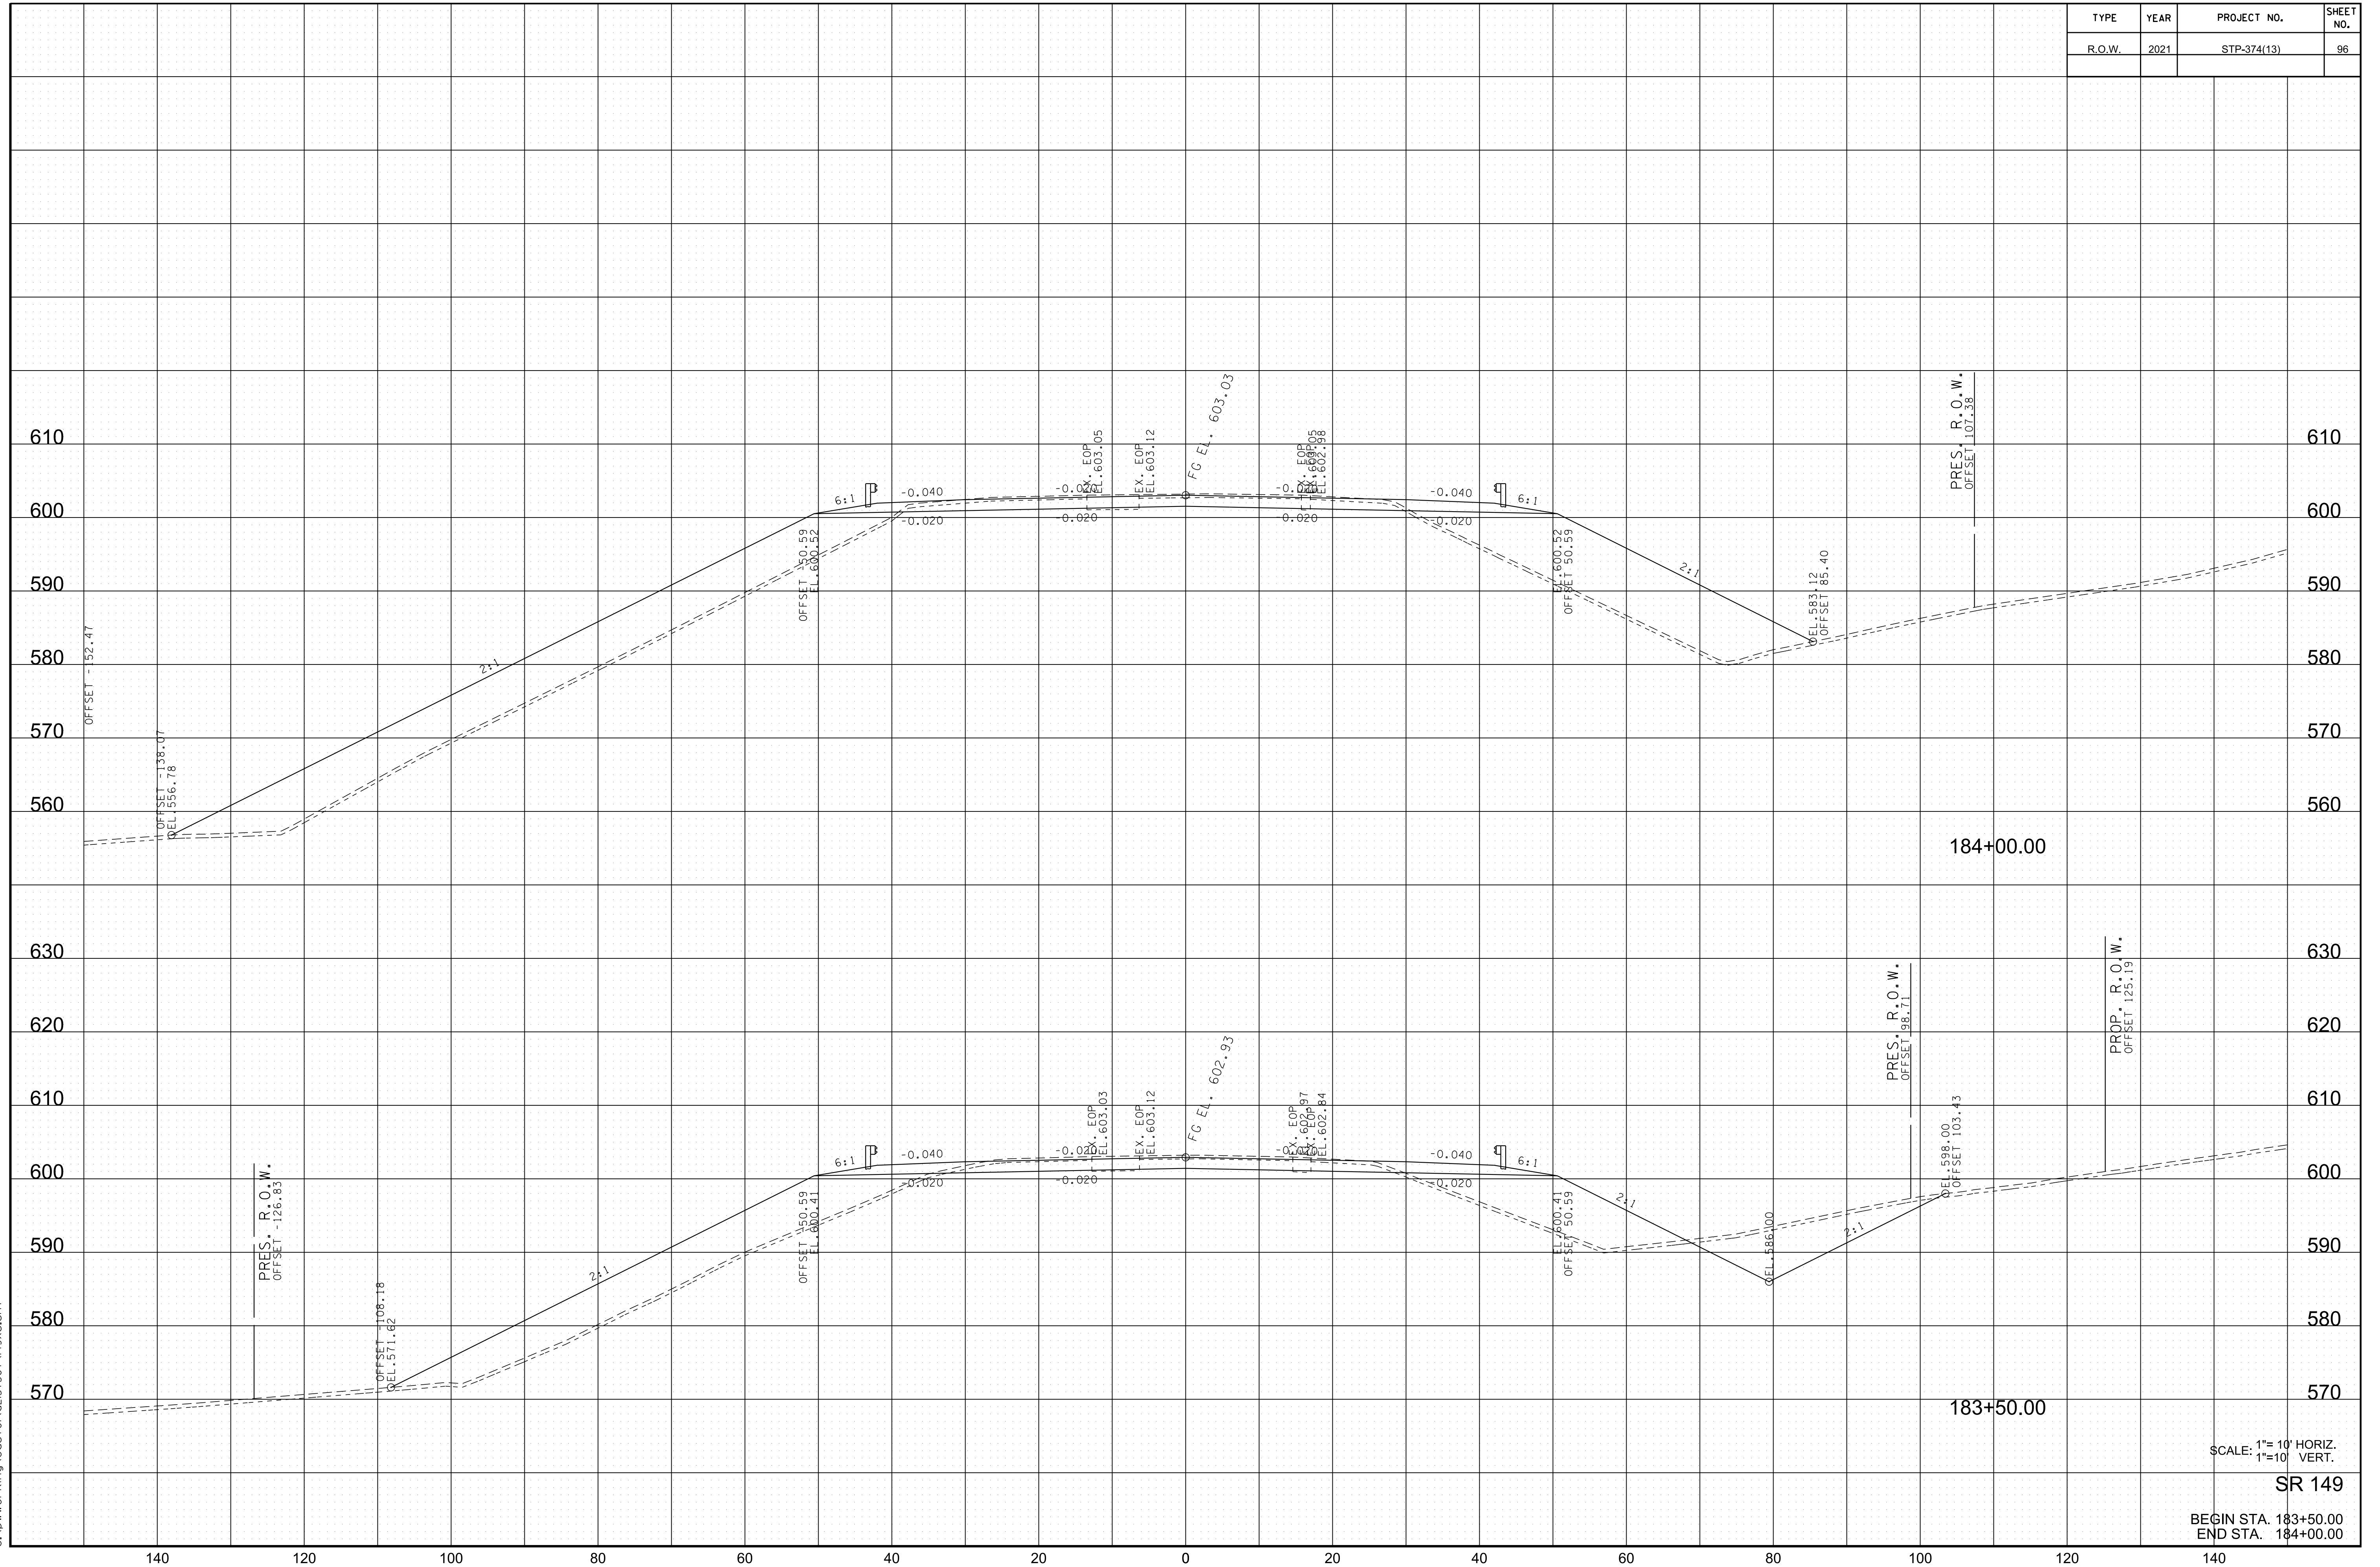 TYPE YEAR PROJECT NO. SHEET NO.
R.O.W. 2021 STP-374(13) 96
610 610
600 600
590 590
580 580
570 570
560 560
OFFSET -152.47
OFFSET -138.07
EL.556.78
2:1
OFFSET -50.59
EL.600.52
6:1
-0.040
-0.020
-0.020
-0.020
EX. EOP
EL.603.05
EX. EOP
EL.603.12
FG EL. 603.03
EX. EOP
EL.602.98
-0.020
-0.040
-0.020
6:1
EL.600.52
OFFSET 50.59
2:1
EL.583.12
OFFSET 85.40
PRES. R.O.W.
OFFSET 107.38
184+00.00
630 630
620 620
610 610
600 600
590 590
580 580
570 570
PRES. R.O.W.
OFFSET -126.83
OFFSET -108.18
EL.571.62
2:1
OFFSET -50.59
EL.600.41
6:1
-0.040
-0.020
-0.020
-0.020
EX. EOP
EL.603.03
EX. EOP
EL.603.12
FG EL. 602.93
EX. EOP
EL.602.97
EX. EOP
EL.602.84
-0.040
-0.020
6:1
EL.600.41
OFFSET 50.59
2:1
EL.586.00
2:1
EL.598.00
OFFSET 103.43
PRES. R.O.W.
OFFSET 98.71
PROP. R.O.W.
OFFSET 125.19
183+50.00
SCALE: 1"= 10' HORIZ.
1"=10' VERT.
SR 149
BEGIN STA. 183+50.00
END STA. 184+00.00
140 120 100 80 60 40 20 0 20 40 60 80 100 120 140